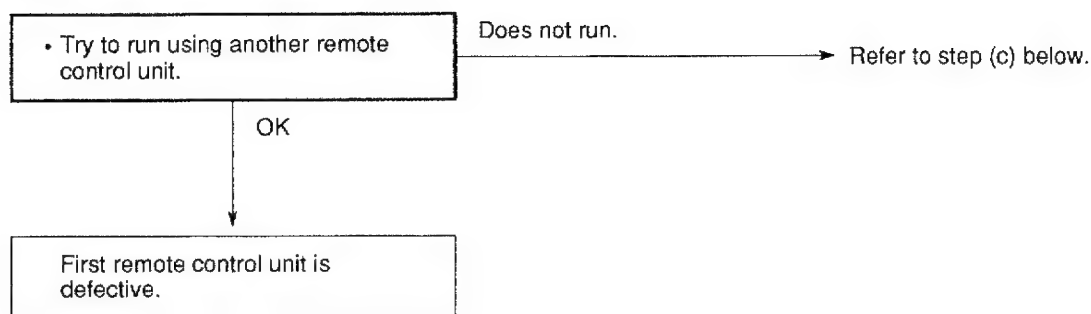 • Try to run using another remote
control unit.
Does not run.
Refer to step (c) below.
OK
First remote control unit is
defective.